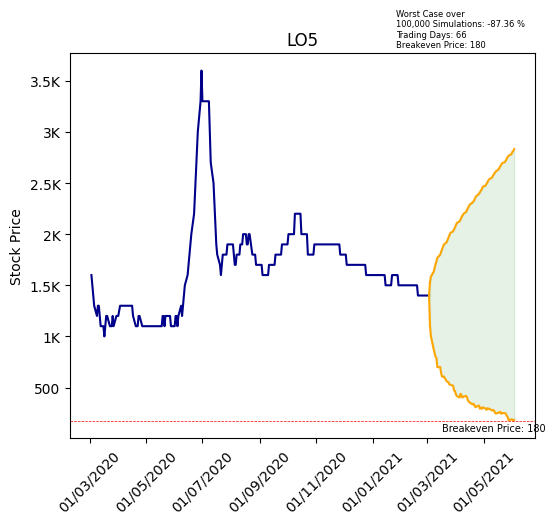 Worst Case over
100,000 Simulations: -87.36 %
Trading Days: 66
Breakeven Price: 180
LO5
Stock Price
3.5K
3K
2.5K
2K
1.5K
1K
500
Breakeven Price: 180
01/03/2020
01/05/2020
01/07/2020
01/09/2020
01/11/2020
01/01/2021
01/03/2021
01/05/2021